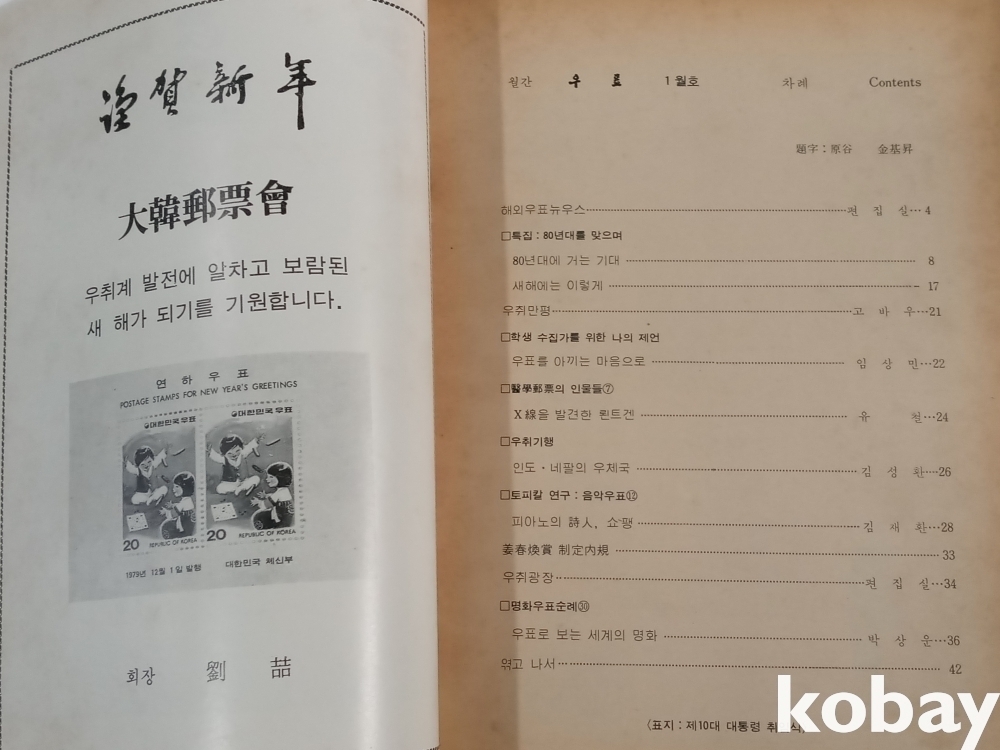 謹賀新年
大韓郵票會
우취계 발전에 알차고 보람된
새 해가 되기를 기원합니다.
연 하 우 표
POSTAGE STAMPS FOR NEW YEAR'S GREETINGS
대한민국우표 대한민국우표
20 REPUBLIC OF KOREA 20 REPUBLIC OF KOREA
1979년 12월 1일 발행 대한민국 체신부
회장 劉 喆
월간 우 표 1월호 차례 Contents
題字:原谷 金基昇
해외우표뉴우스 편 집 실 4
□특집: 80년대를 맞으며
80년대에 거는 기대 8
새해에는 이렇게 17
우취만평 고 바 우 21
□학생 수집가를 위한 나의 제언
우표를 아끼는 마음으로 임 상 민 22
□醫學郵票의 인물들⑦
X線을 발견한 뢴트겐 유 철 24
□우취기행
인도·네팔의 우체국 김 성 환 26
□토피칼 연구: 음악우표⑫
피아노의 詩人, 쇼팽 김 재 환 28
姜春煥賞 制定內規 33
우취광장 편 집 실 34
□명화우표순례⑩
우표로 보는 세계의 명화 박 상 운 36
엮고 나서 42
〈표지: 제10대 대통령 취
kobay